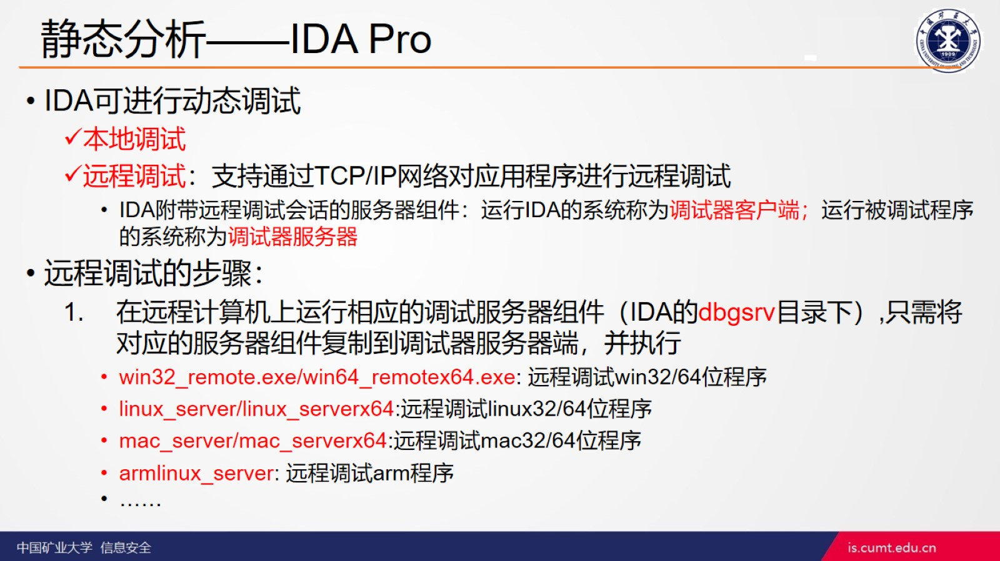 静态分析——IDA Pro
中国矿业大学
CHINA UNIVERSITY OF MINING AND TECHNOLOGY
1909
• IDA可进行动态调试
✓本地调试
✓远程调试：支持通过TCP/IP网络对应用程序进行远程调试
• IDA附带远程调试会话的服务器组件：运行IDA的系统称为调试器客户端；运行被调试程序
的系统称为调试器服务器
• 远程调试的步骤：
1. 在远程计算机上运行相应的调试服务器组件（IDA的dbgsrv目录下）,只需将
对应的服务器组件复制到调试器服务器端，并执行
• win32_remote.exe/win64_remotex64.exe: 远程调试win32/64位程序
• linux_server/linux_serverx64:远程调试linux32/64位程序
• mac_server/mac_serverx64:远程调试mac32/64位程序
• armlinux_server: 远程调试arm程序
• ……
中国矿业大学 信息安全
is.cumt.edu.cn